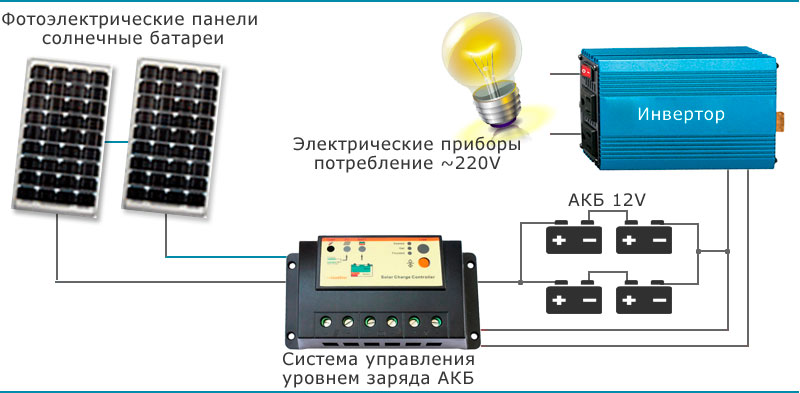 Фотоэлектрические панели
солнечные батареи
Инвертор
Электрические приборы
потребление ~220V
АКБ 12V
Solar Charge Controller
Система управления
уровнем заряда АКБ